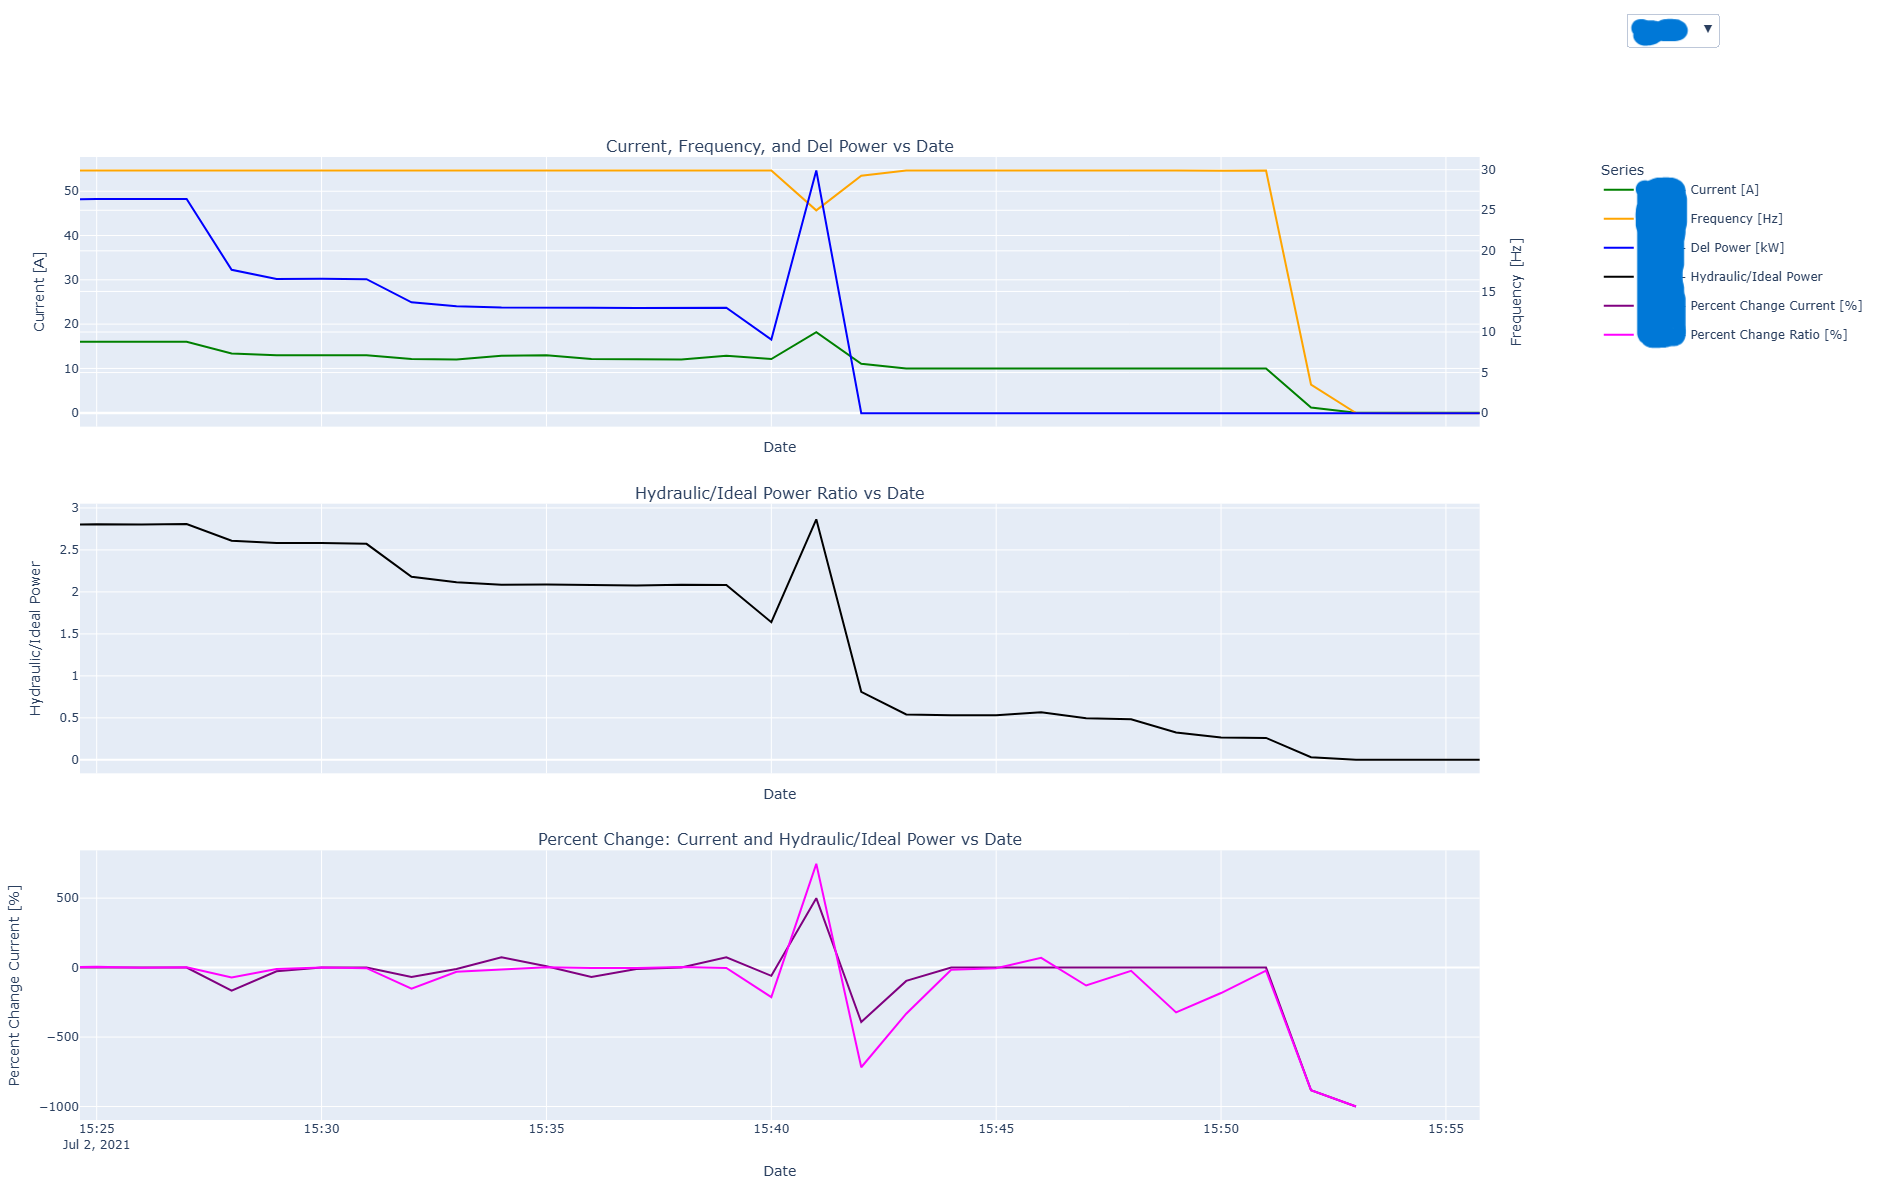 ▼
Current, Frequency, and Del Power vs Date
Series
Current [A]
Frequency [Hz]
Del Power [kW]
Hydraulic/Ideal Power
Percent Change Current [%]
Percent Change Ratio [%]
Current [A]
50
40
30
20
10
0
Frequency [Hz]
30
25
20
15
10
5
0
Date
Hydraulic/Ideal Power Ratio vs Date
Hydraulic/Ideal Power
3
2.5
2
1.5
1
0.5
0
Date
Percent Change: Current and Hydraulic/Ideal Power vs Date
Percent Change Current [%]
500
0
−500
−1000
15:25 15:30 15:35 15:40 15:45 15:50 15:55
Jul 2, 2021
Date